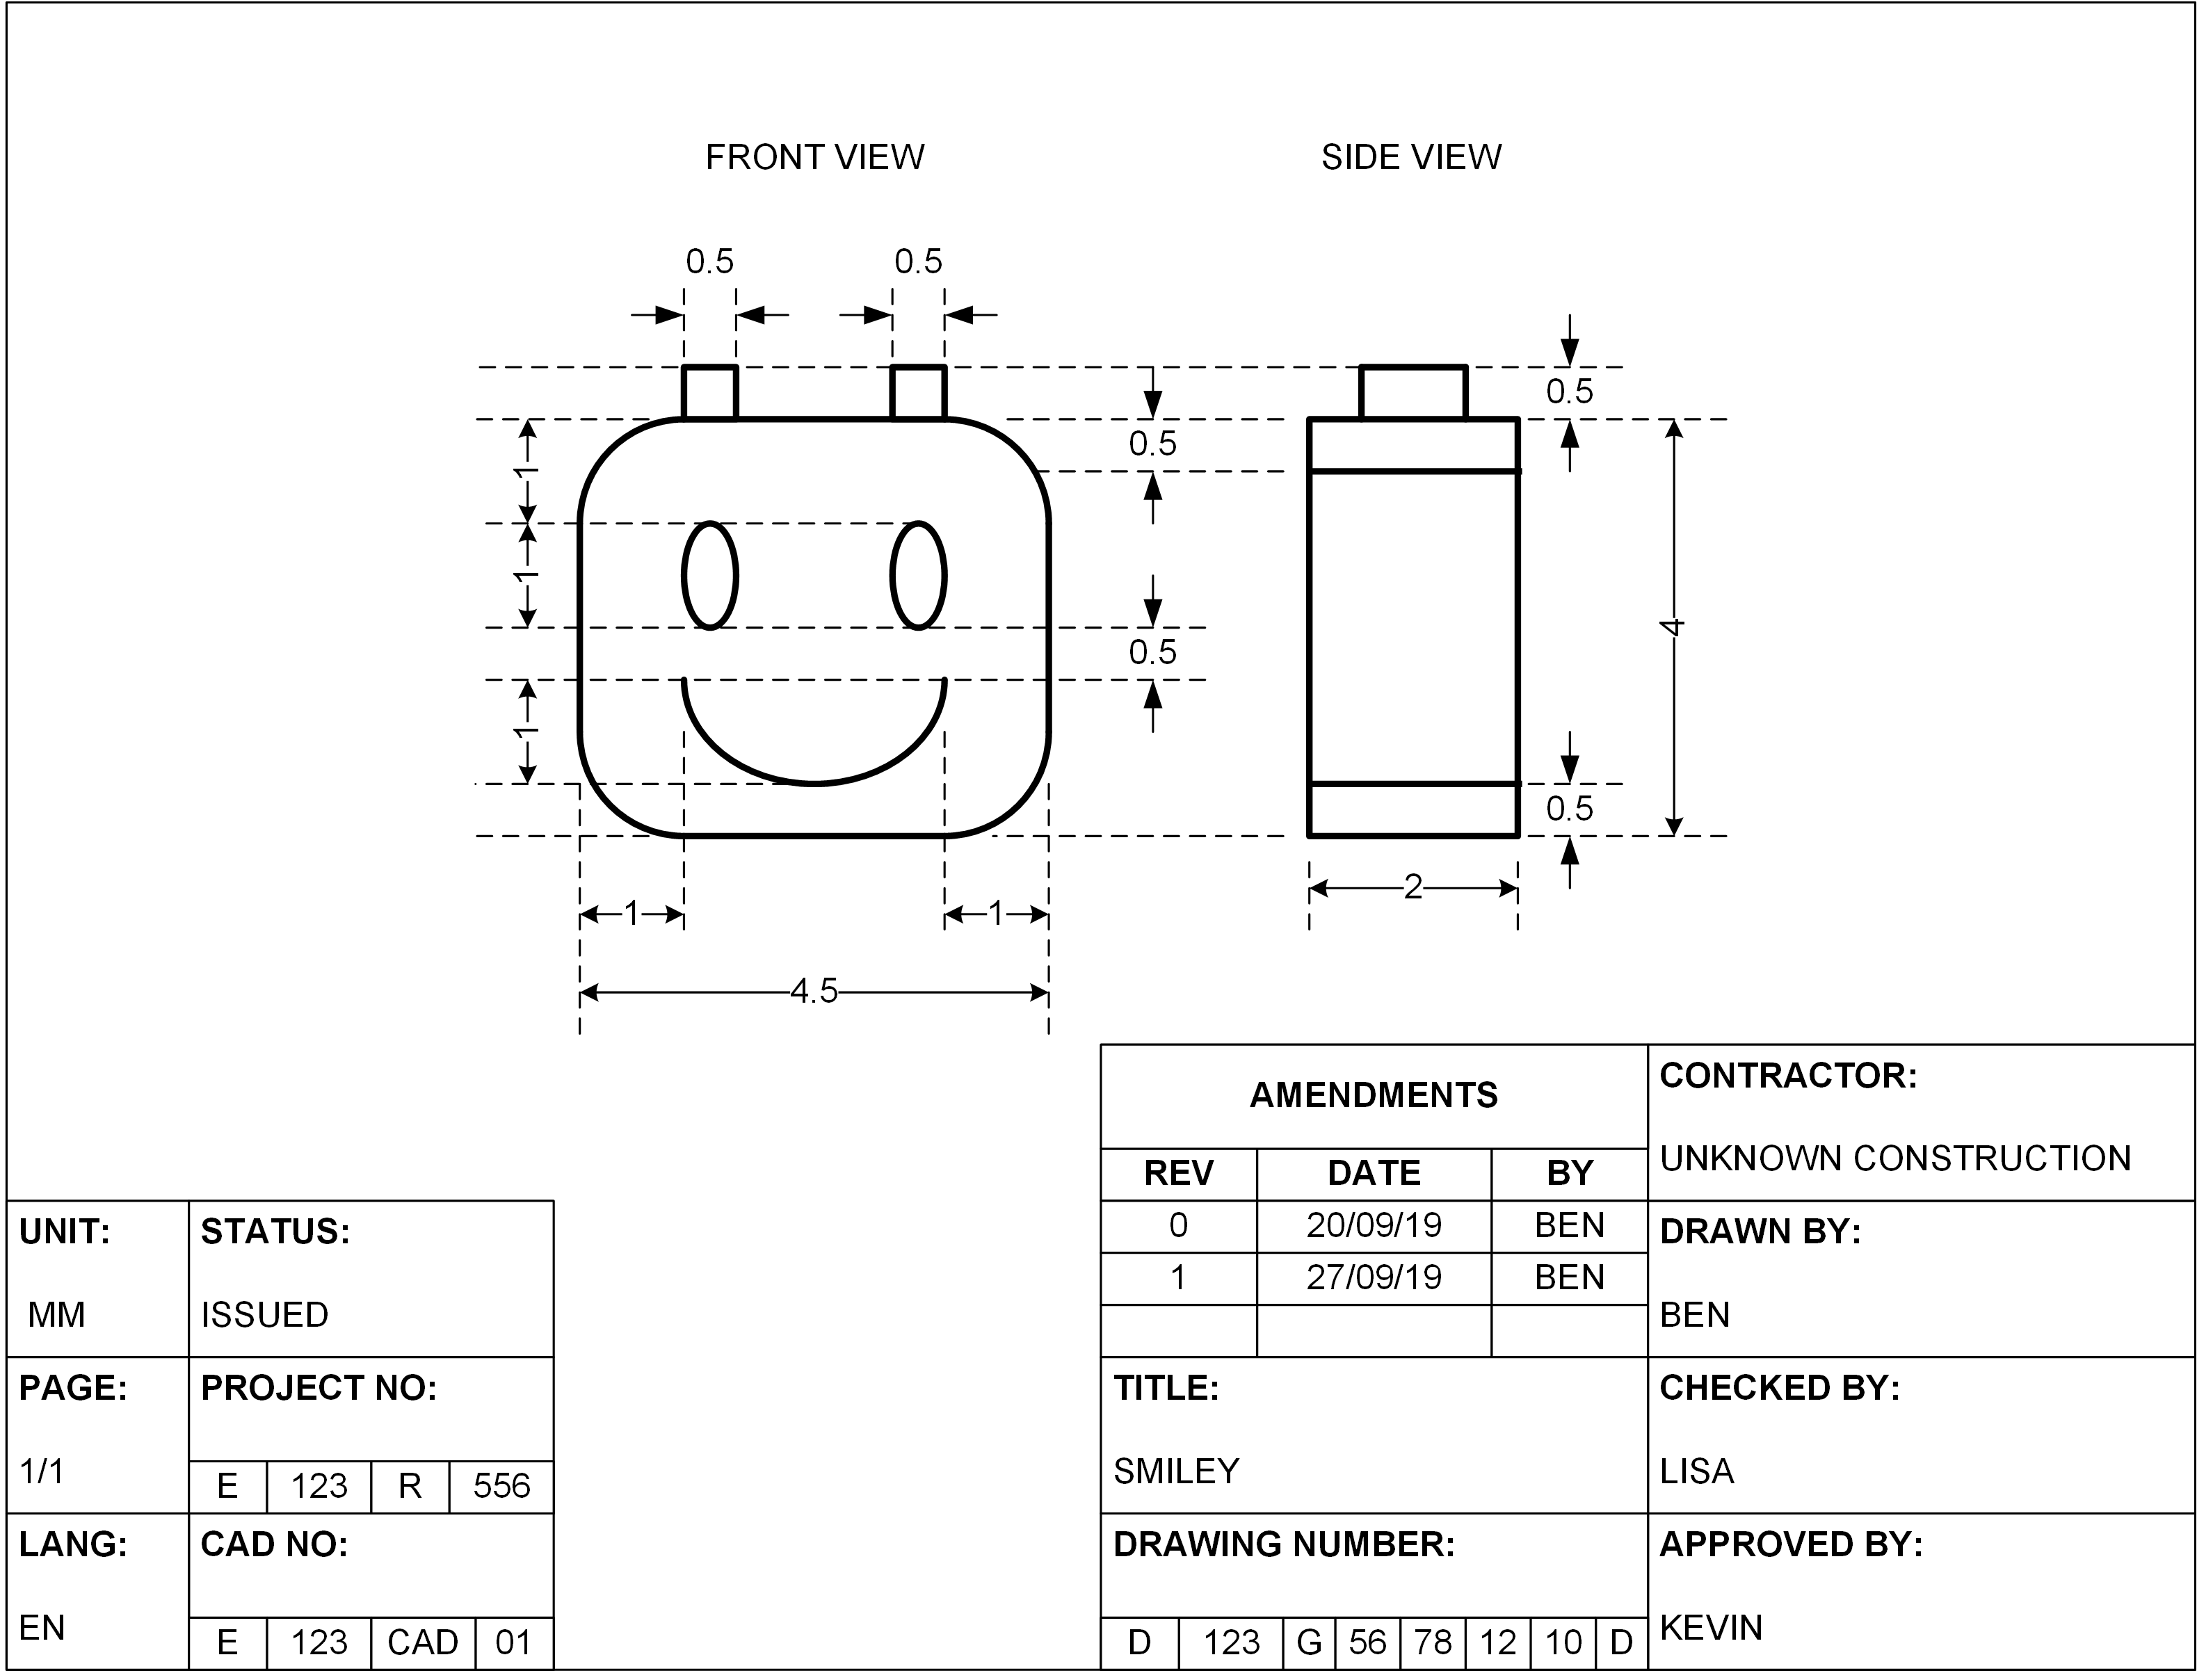 FRONT VIEW
SIDE VIEW
0.5
0.5
0.5
1
0.5
1
0.5
4
1
0.5
2
1
1
4.5
AMENDMENTS
REV DATE BY
0 20/09/19 BEN
1 27/09/19 BEN
CONTRACTOR:
UNKNOWN CONSTRUCTION
UNIT:
MM
STATUS:
ISSUED
DRAWN BY:
BEN
PAGE:
1/1
PROJECT NO:
E 123 R 556
TITLE:
SMILEY
CHECKED BY:
LISA
LANG:
EN
CAD NO:
E 123 CAD 01
DRAWING NUMBER:
D 123 G 56 78 12 10 D
APPROVED BY:
KEVIN